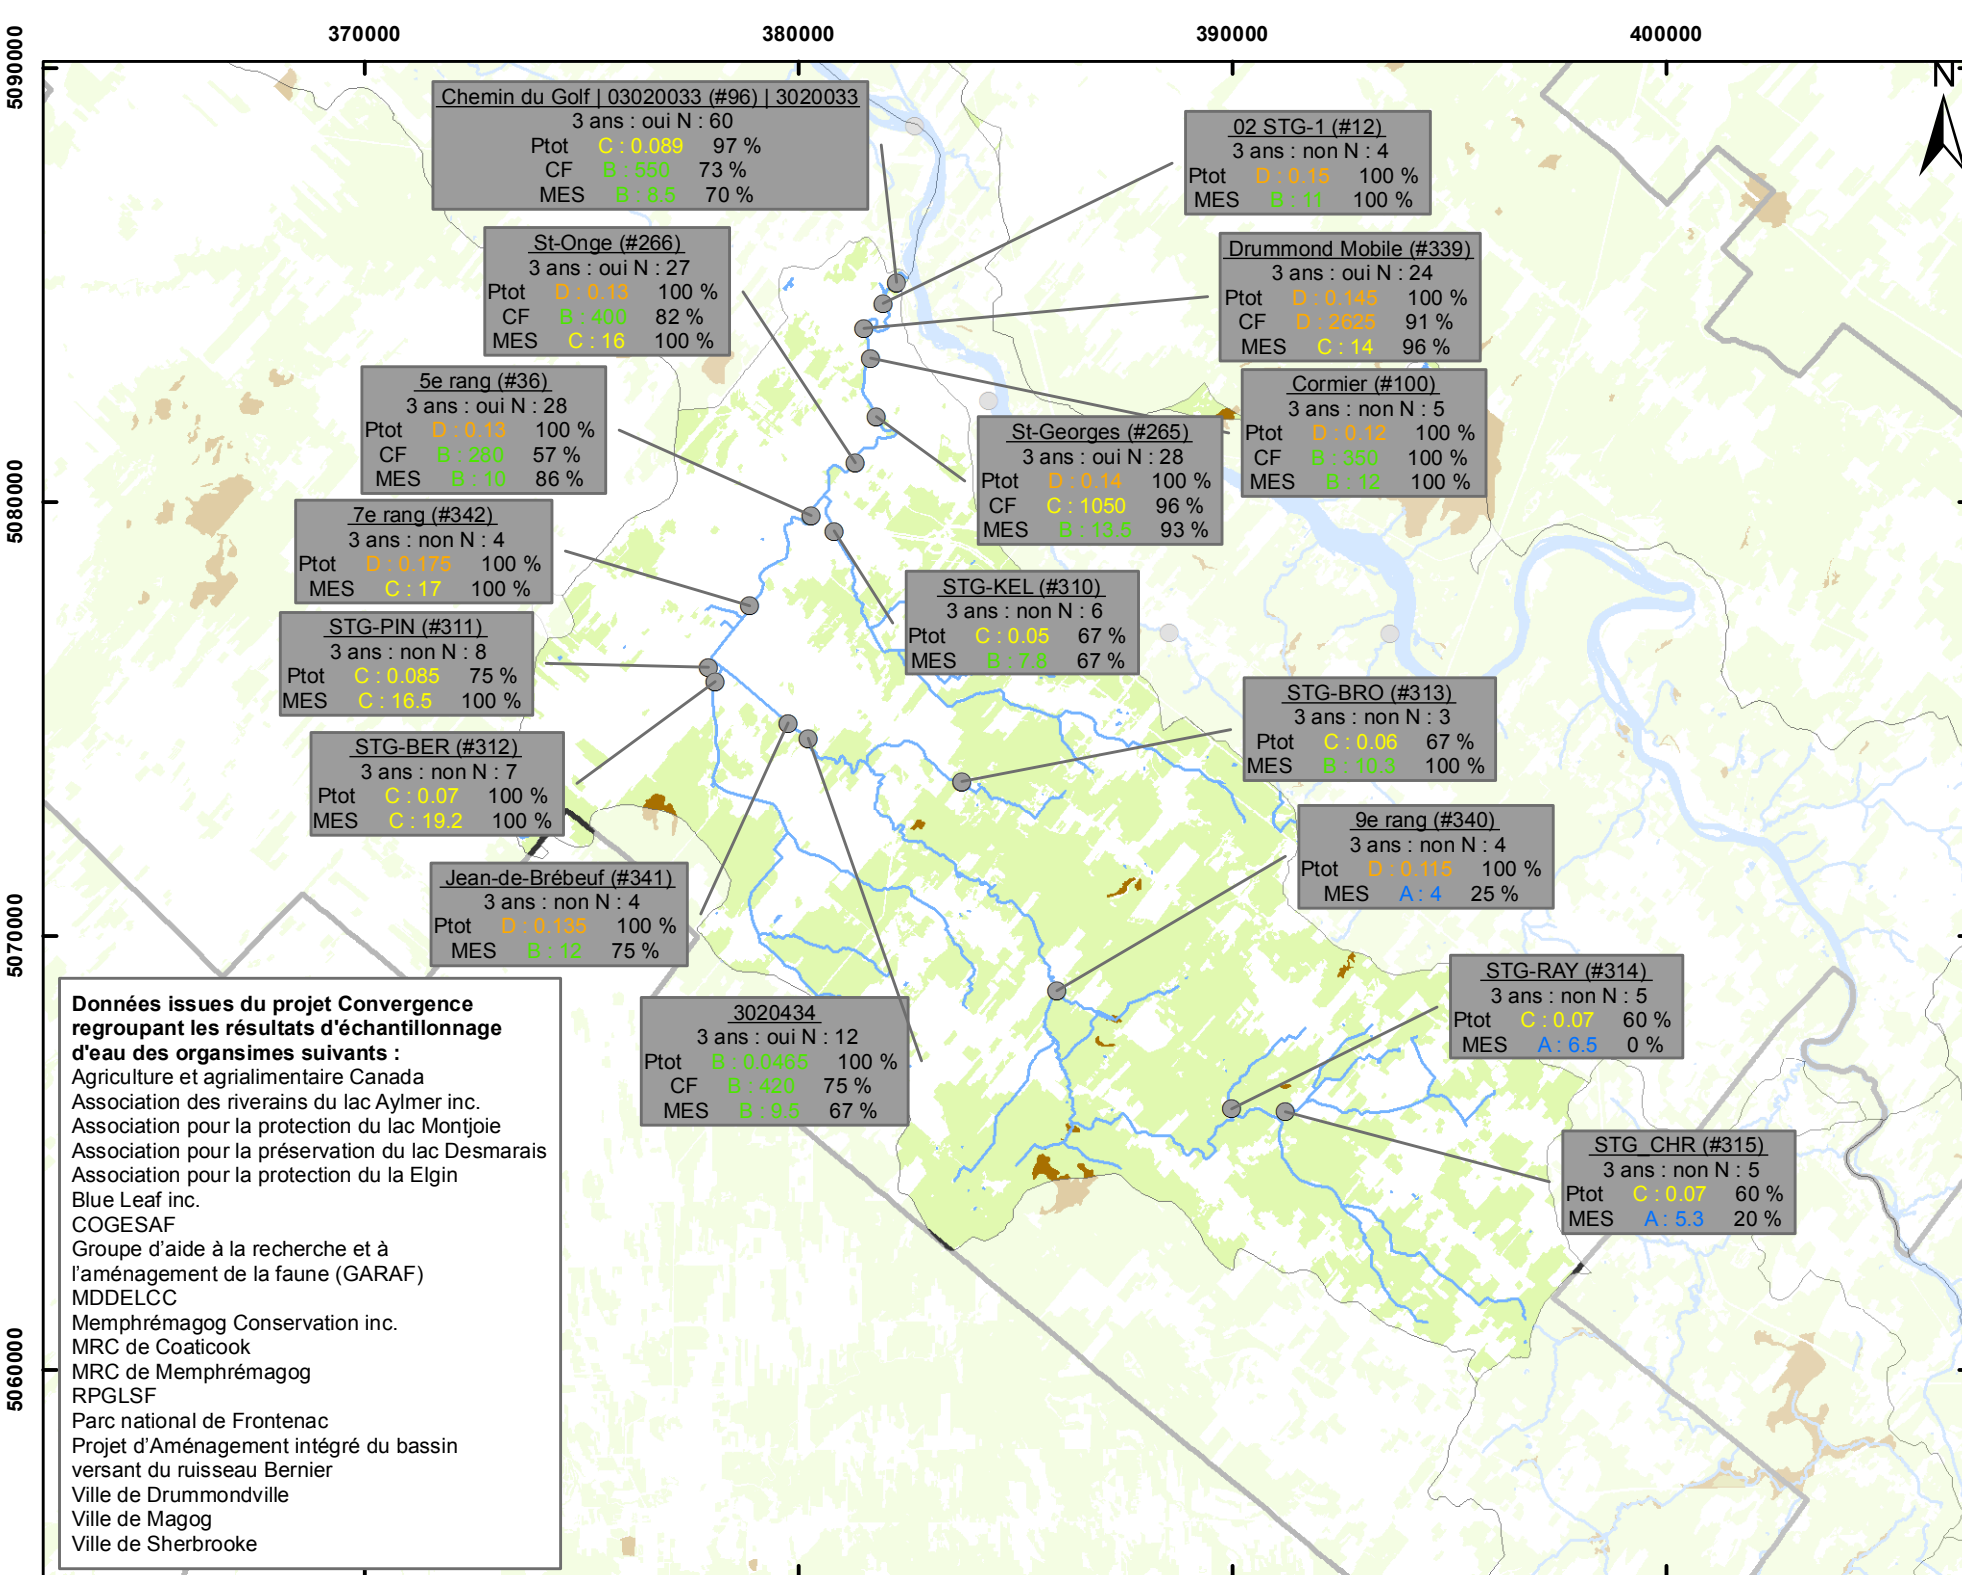 370000 380000 390000 400000
5090000
5080000
5070000
5060000
N
Chemin du Golf | 03020033 (#96) | 3020033
3 ans : oui N : 60
Ptot C : 0.089 97 %
CF B : 550 73 %
MES B : 8.5 70 %
02 STG-1 (#12)
3 ans : non N : 4
Ptot D : 0.15 100 %
MES B : 11 100 %
St-Onge (#266)
3 ans : oui N : 27
Ptot D : 0.13 100 %
CF B : 400 82 %
MES C : 16 100 %
Drummond Mobile (#339)
3 ans : oui N : 24
Ptot D : 0.145 100 %
CF D : 2625 91 %
MES C : 14 96 %
5e rang (#36)
3 ans : oui N : 28
Ptot D : 0.13 100 %
CF B : 280 57 %
MES B : 10 86 %
Cormier (#100)
3 ans : non N : 5
Ptot D : 0.12 100 %
CF B : 350 100 %
MES B : 12 100 %
St-Georges (#265)
3 ans : oui N : 28
Ptot D : 0.14 100 %
CF C : 1050 96 %
MES B : 13.5 93 %
7e rang (#342)
3 ans : non N : 4
Ptot D : 0.175 100 %
MES C : 17 100 %
STG-KEL (#310)
3 ans : non N : 6
Ptot C : 0.05 67 %
MES B : 7.8 67 %
STG-PIN (#311)
3 ans : non N : 8
Ptot C : 0.085 75 %
MES C : 16.5 100 %
STG-BRO (#313)
3 ans : non N : 3
Ptot C : 0.06 67 %
MES B : 10.3 100 %
STG-BER (#312)
3 ans : non N : 7
Ptot C : 0.07 100 %
MES C : 19.2 100 %
9e rang (#340)
3 ans : non N : 4
Ptot D : 0.115 100 %
MES A : 4 25 %
Jean-de-Brébeuf (#341)
3 ans : non N : 4
Ptot D : 0.135 100 %
MES B : 12 75 %
STG-RAY (#314)
3 ans : non N : 5
Ptot C : 0.07 60 %
MES A : 6.5 0 %
3020434
3 ans : oui N : 12
Ptot B : 0.0465 100 %
CF B : 420 75 %
MES B : 9.5 67 %
STG_CHR (#315)
3 ans : non N : 5
Ptot C : 0.07 60 %
MES A : 5.3 20 %
Données issues du projet Convergence
regroupant les résultats d'échantillonnage
d'eau des organsimes suivants :
Agriculture et agrialimentaire Canada
Association des riverains du lac Aylmer inc.
Association pour la protection du lac Montjoie
Association pour la préservation du lac Desmarais
Association pour la protection du la Elgin
Blue Leaf inc.
COGESAF
Groupe d'aide à la recherche et à
l'aménagement de la faune (GARAF)
MDDELCC
Memphrémagog Conservation inc.
MRC de Coaticook
MRC de Memphrémagog
RPGLSF
Parc national de Frontenac
Projet d'Aménagement intégré du bassin
versant du ruisseau Bernier
Ville de Drummondville
Ville de Magog
Ville de Sherbrooke